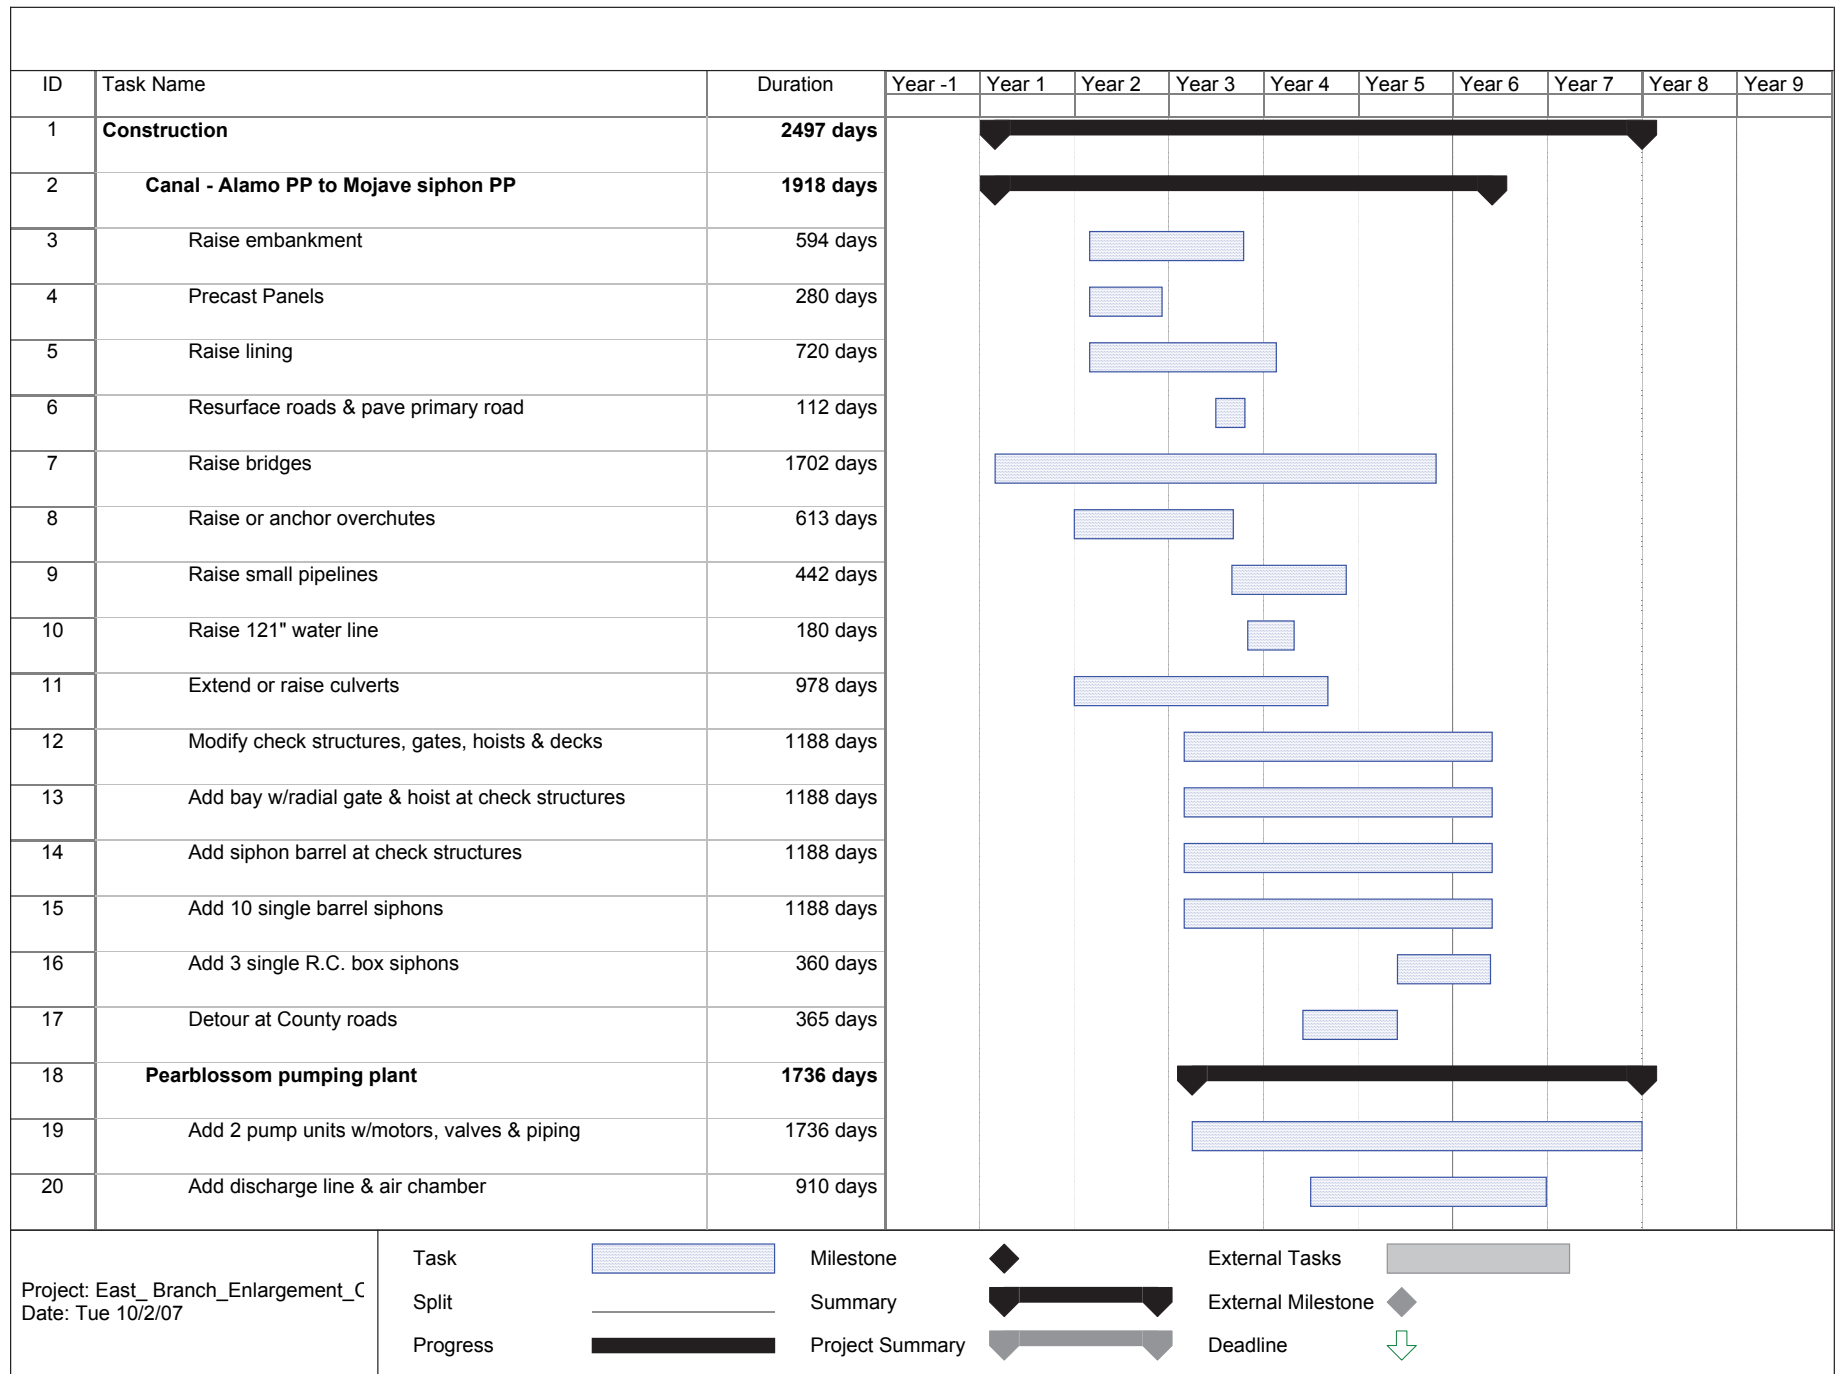 ID Task Name Duration Year -1 Year 1 Year 2 Year 3 Year 4 Year 5 Year 6 Year 7 Year 8 Year 9
1 Construction 2497 days
2 Canal - Alamo PP to Mojave siphon PP 1918 days
3 Raise embankment 594 days
4 Precast Panels 280 days
5 Raise lining 720 days
6 Resurface roads & pave primary road 112 days
7 Raise bridges 1702 days
8 Raise or anchor overchutes 613 days
9 Raise small pipelines 442 days
10 Raise 121" water line 180 days
11 Extend or raise culverts 978 days
12 Modify check structures, gates, hoists & decks 1188 days
13 Add bay w/radial gate & hoist at check structures 1188 days
14 Add siphon barrel at check structures 1188 days
15 Add 10 single barrel siphons 1188 days
16 Add 3 single R.C. box siphons 360 days
17 Detour at County roads 365 days
18 Pearblossom pumping plant 1736 days
19 Add 2 pump units w/motors, valves & piping 1736 days
20 Add discharge line & air chamber 910 days
Project: East_ Branch_Enlargement_C
Date: Tue 10/2/07
Task Milestone External Tasks
Split Summary External Milestone
Progress Project Summary Deadline